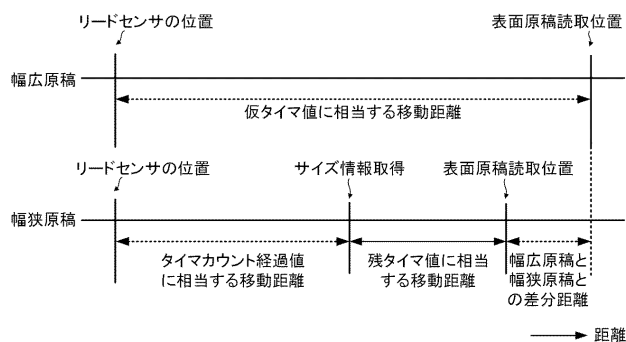 リードセンサの位置
表面原稿読取位置
幅広原稿
仮タイマ値に相当する移動距離
リードセンサの位置
サイズ情報取得
表面原稿読取位置
幅狭原稿
タイマカウント経過値
に相当する移動距離
残タイマ値に相当
する移動距離
幅広原稿と
幅狭原稿と
の差分距離
距離